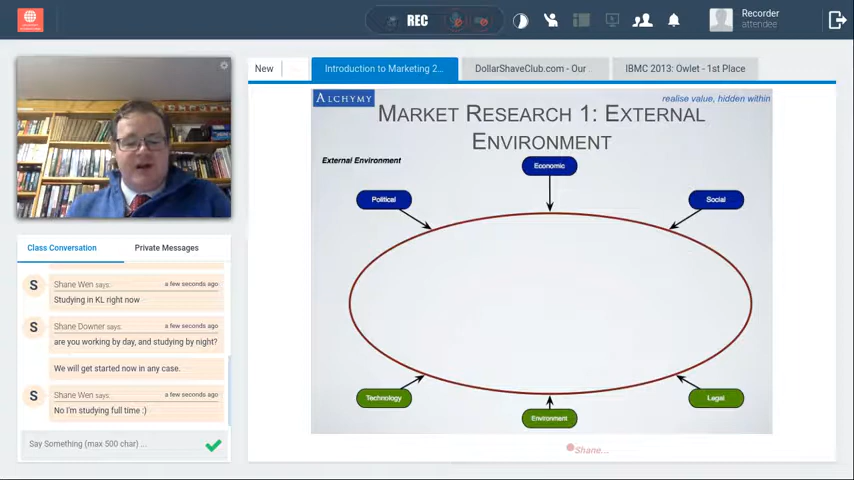 REC
Recorder
attendee
New
Introduction to Marketing 2...
DollarShaveClub.com - Our
IBMC 2013: Owlet - 1st Place
ALCHYMY
realise value, hidden within
MARKET RESEARCH 1: EXTERNAL
ENVIRONMENT
External Environment
Economic
Political
Social
Technology
Environment
Legal
Shane...
Class Conversation
Private Messages
S
Shane Wen says:
a few seconds ago
Studying in KL right now
S
Shane Downer says:
a few seconds ago
are you working by day, and studying by night?
We will get started now in any case.
S
Shane Wen says:
a few seconds ago
No I'm studying full time :)
Say Something (max 500 char) ...